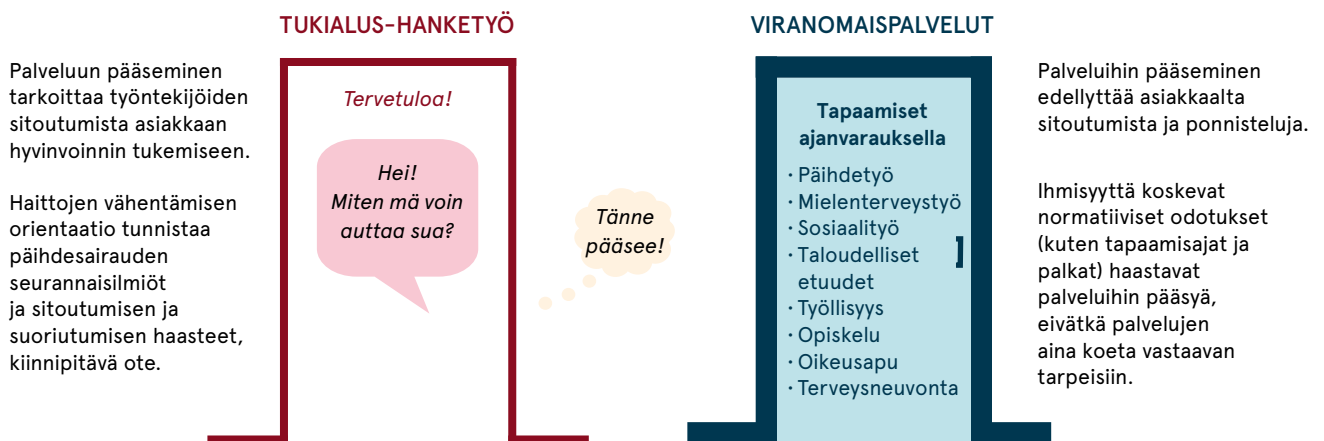 TUKIALUS-HANKETYÖ
Palveluun pääseminen
tarkoittaa työntekijöiden
sitoutumista asiakkaan
hyvinvoinnin tukemiseen.
Haittojen vähentämisen
orientaatio tunnistaa
päihdesairauden
seurannaisilmiöt
ja sitoutumisen ja
suoriutumisen haasteet,
kiinnipitävä ote.
Tervetuloa!
Hei!
Miten mä voin
auttaa sua?
Tänne
pääsee!
VIRANOMAISPALVELUT
Tapaamiset
ajanvarauksella
· Päihdetyö
· Mielenterveystyö
· Sosiaalityö
· Taloudelliset
etuudet
· Työllisyys
· Opiskelu
· Oikeusapu
· Terveysneuvonta
Palveluihin pääseminen
edellyttää asiakkaalta
sitoutumista ja ponnisteluja.
Ihmisyyttä koskevat
normatiiviset odotukset
(kuten tapaamisajat ja
palkat) haastavat
palveluihin pääsyä,
eivätkä palvelujen
aina koeta vastaavan
tarpeisiin.